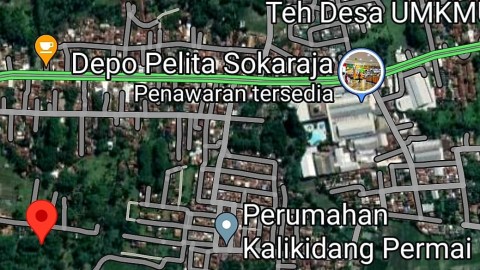 Teh Desa UMKM
Depo Pelita Sokaraja
Penawaran tersedia
Perumahan
Kalikidang Permai